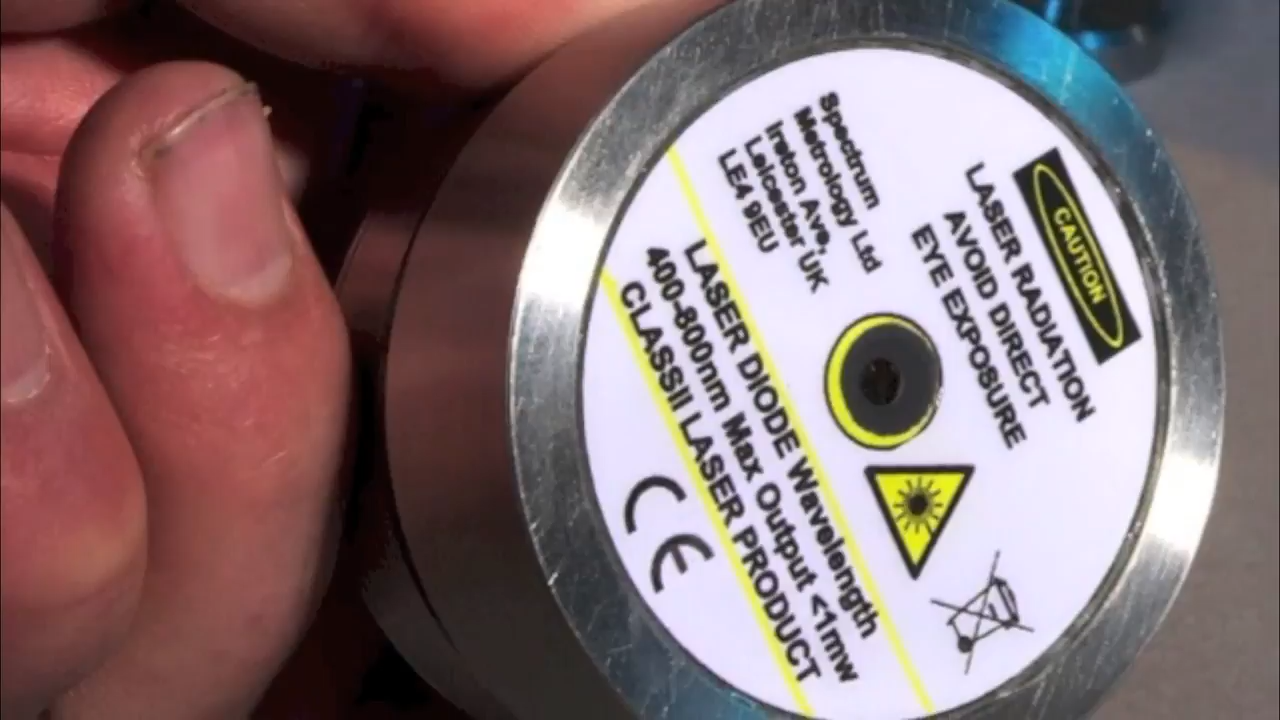 CAUTION
LASER RADIATION
AVOID DIRECT
EYE EXPOSURE
Spectrum
Metrology Ltd
Ireton Ave,
Leicester UK
LE4 9EU
LASER DIODE Wavelength
400-800nm Max Output <1mw
CLASSII LASER PRODUCT
CE